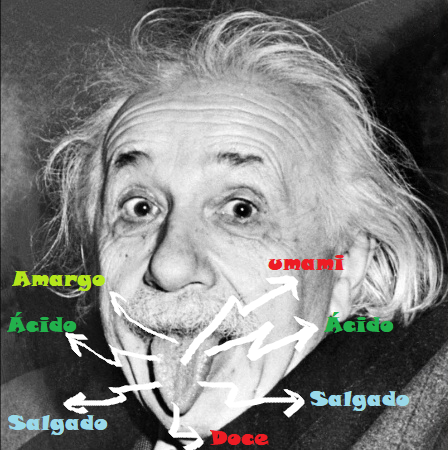 umami
Amargo
Ácido
Ácido
Salgado
Salgado
Doce